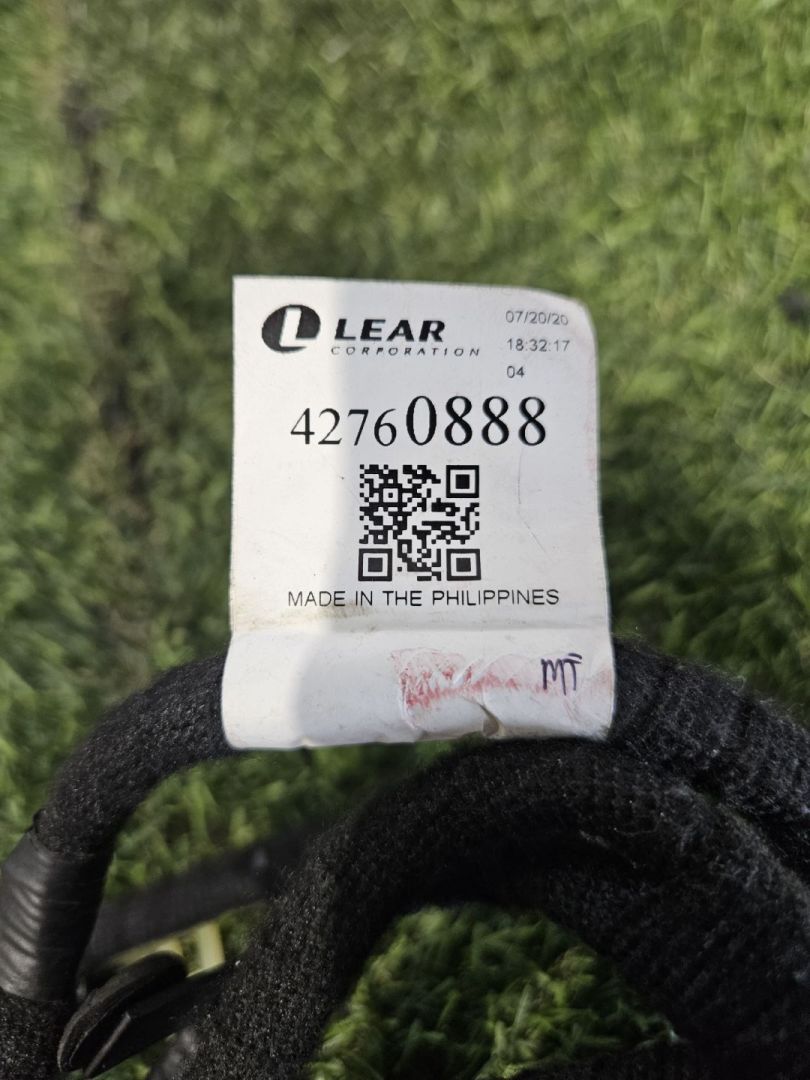 LEAR
CORPORATION
07/20/20
18:32:17
04
42760888
MADE IN THE PHILIPPINES
MT